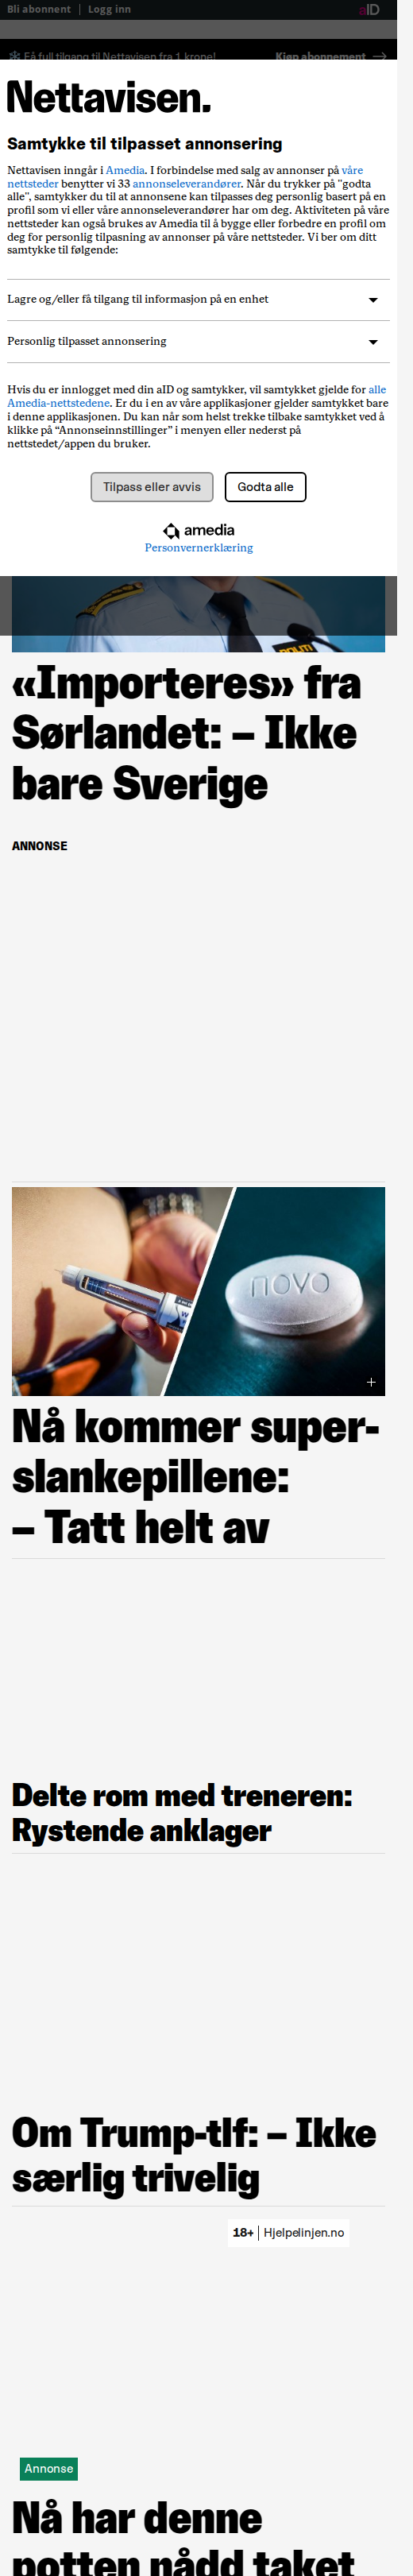 Bli abonnent | Logg inn aID
Få full tilgang til Nettavisen fra 1 krone! Kjøp abonnement →
Nettavisen.
Samtykke til tilpasset annonsering
Nettavisen inngår i Amedia. I forbindelse med salg av annonser på våre
nettsteder benytter vi 33 annonseleverandører. Når du trykker på "godta
alle", samtykker du til at annonsene kan tilpasses deg personlig basert på en
profil som vi eller våre annonseleverandører har om deg. Aktiviteten på våre
nettsteder kan også brukes av Amedia til å bygge eller forbedre en profil om
deg for personlig tilpasning av annonser på våre nettsteder. Vi ber om ditt
samtykke til følgende:
Lagre og/eller få tilgang til informasjon på en enhet
Personlig tilpasset annonsering
Hvis du er innlogget med din aID og samtykker, vil samtykket gjelde for alle
Amedia-nettstedene. Er du i en av våre applikasjoner gjelder samtykket bare
i denne applikasjonen. Du kan når som helst trekke tilbake samtykket ved å
klikke på “Annonseinnstillinger” i menyen eller nederst på
nettstedet/appen du bruker.
Tilpass eller avvis Godta alle
amedia
Personvernerklæring
POLITI
«Importeres» fra
Sørlandet: – Ikke
bare Sverige
ANNONSE
novo
Nå kommer super-
slankepillene:
– Tatt helt av
Delte rom med treneren:
Rystende anklager
Om Trump-tlf: – Ikke
særlig trivelig
18+ | Hjelpelinjen.no
Annonse
Nå har denne
potten nådd taket